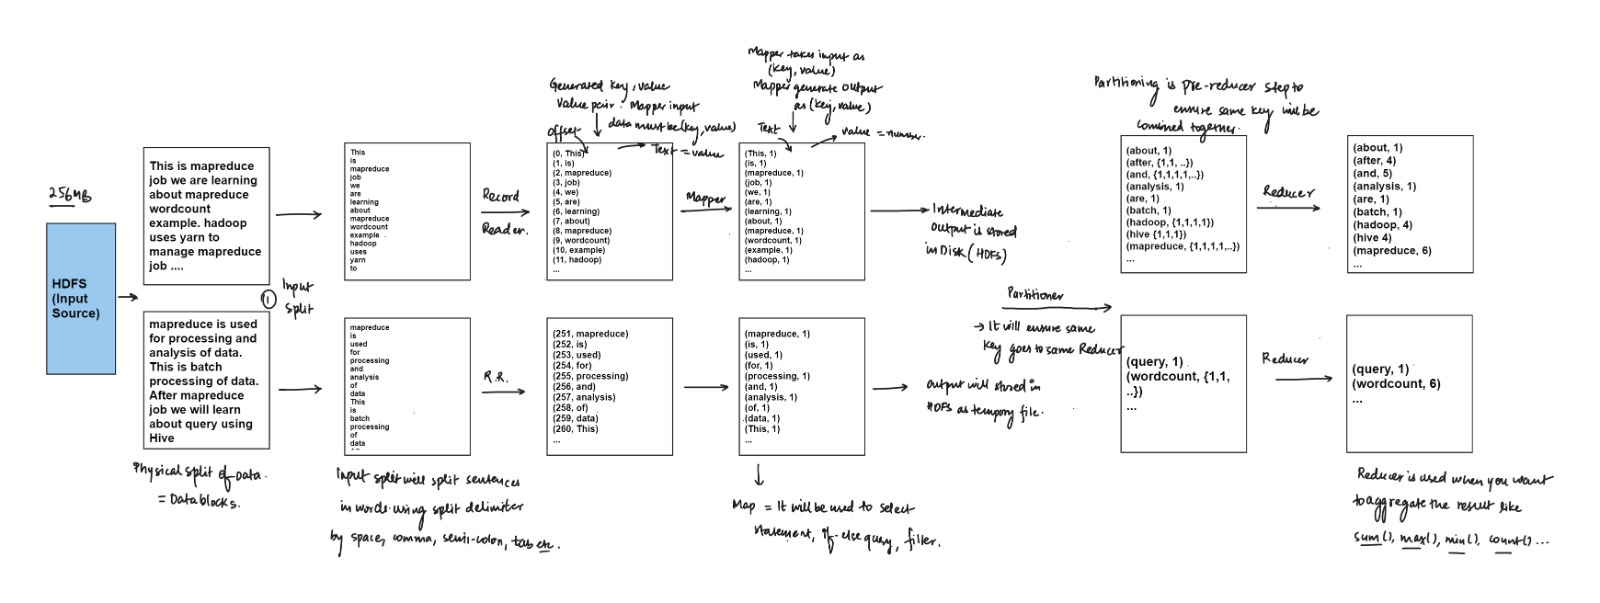 256MB
HDFS
(Input
Source)
This is mapreduce
job we are learning
about mapreduce
wordcount
example. hadoop
uses yarn to
manage mapreduce
job ....
1 Input
Split
mapreduce is used
for processing and
analysis of data.
This is batch
processing of data.
After mapreduce
job we will learn
about query using
Hive
Physical split of Data.
= Data blocks.
This
is
mapreduce
job
we
are
learning
about
mapreduce
wordcount
example
hadoop
uses
yarn
to
mapreduce
is
used
for
processing
and
analysis
of
data
This
is
batch
processing
of
data
Input split will split sentences
in words using split delimiter
by space, comma, semi-colon, tab etc.
Record
Reader.
R.R.
Generated key, value
Value pair: Mapper input
data must be (key, value)
offset
Text = value
(0, This)
(1, is)
(2, mapreduce)
(3, job)
(4, we)
(5, are)
(6, learning)
(7, about)
(8, mapreduce)
(9, wordcount)
(10, example)
(11, hadoop)
...
(251, mapreduce)
(252, is)
(253, used)
(254, for)
(255, processing)
(256, and)
(257, analysis)
(258, of)
(259, data)
(260, This)
...
Mapper
Mapper takes input as
(key, value)
Mapper generate output
as (key, value)
Text
value = number.
(This, 1)
(is, 1)
(mapreduce, 1)
(job, 1)
(we, 1)
(are, 1)
(learning, 1)
(about, 1)
(mapreduce, 1)
(wordcount, 1)
(example, 1)
(hadoop, 1)
...
(mapreduce, 1)
(is, 1)
(used, 1)
(for, 1)
(processing, 1)
(and, 1)
(analysis, 1)
(of, 1)
(data, 1)
(This, 1)
...
Map = It will be used to select
statement, if-else query, filler.
Intermediate
output is stored
in Disk (HDFS)
Output will stored in
HDFS as tempory file.
Partitioner
→ It will ensure same
key goes to same Reducer
Partitioning is pre-reducer step to
ensure same key will be
combined together.
(about, 1)
(after, {1,1, ..})
(and, {1,1,1,1,..})
(analysis, 1)
(are, 1)
(batch, 1)
(hadoop, {1,1,1,1})
(hive {1,1,1})
(mapreduce, {1,1,1,1,..})
...
(query, 1)
(wordcount, {1,1,
..})
...
Reducer
Reducer
(about, 1)
(after, 4)
(and, 5)
(analysis, 1)
(are, 1)
(batch, 1)
(hadoop, 4)
(hive 4)
(mapreduce, 6)
...
(query, 1)
(wordcount, 6)
...
Reducer is used when you want
to aggregate the result like
sum(), max(), min(), count() ...